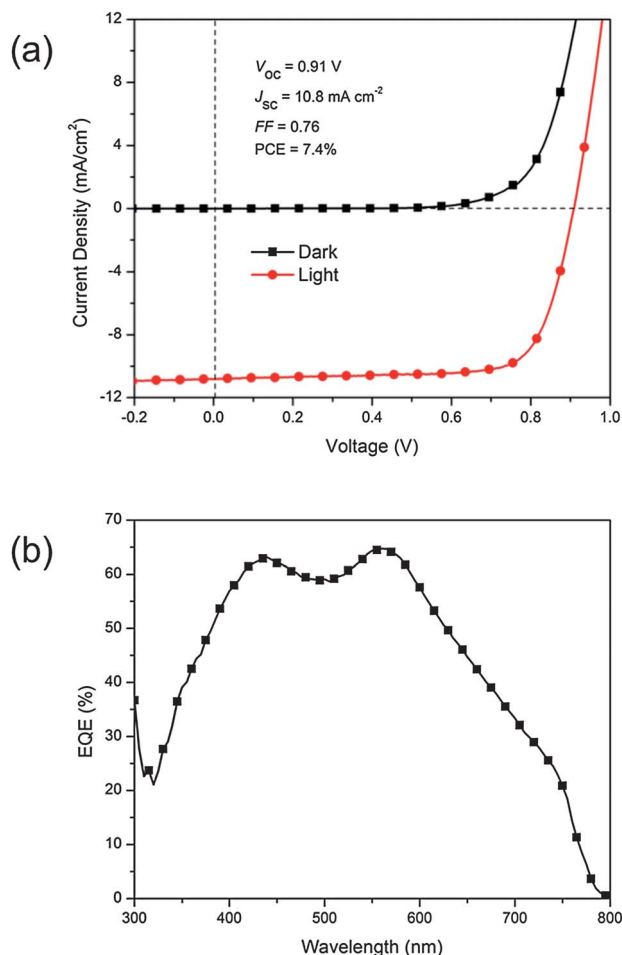 (a)
12
8
4
0
-4
-8
-12
Current Density (mA/cm²)
V_OC = 0.91 V
J_SC = 10.8 mA cm⁻²
FF = 0.76
PCE = 7.4%
Dark
Light
-0.2 0.0 0.2 0.4 0.6 0.8 1.0
Voltage (V)
(b)
70
60
50
40
30
20
10
0
EQE (%)
300 400 500 600 700 800
Wavelength (nm)